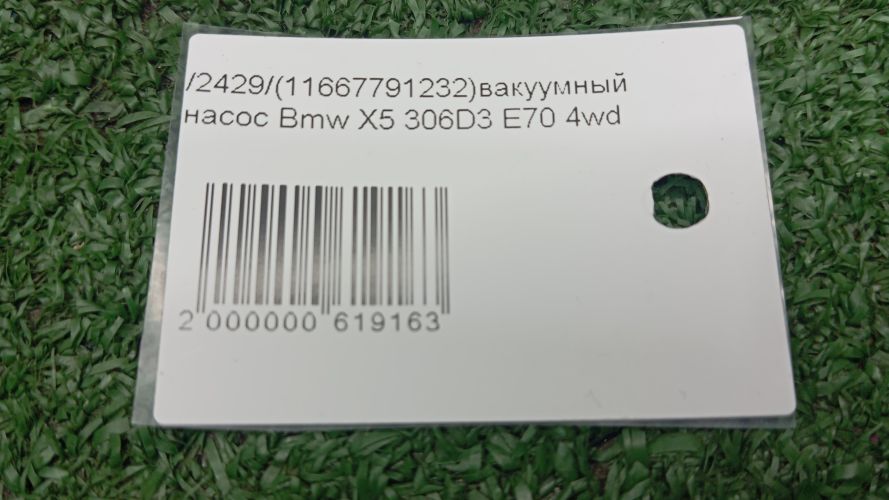 /2429/(11667791232)вакуумный
насос Bmw X5 306D3 E70 4wd
2 000000 619163